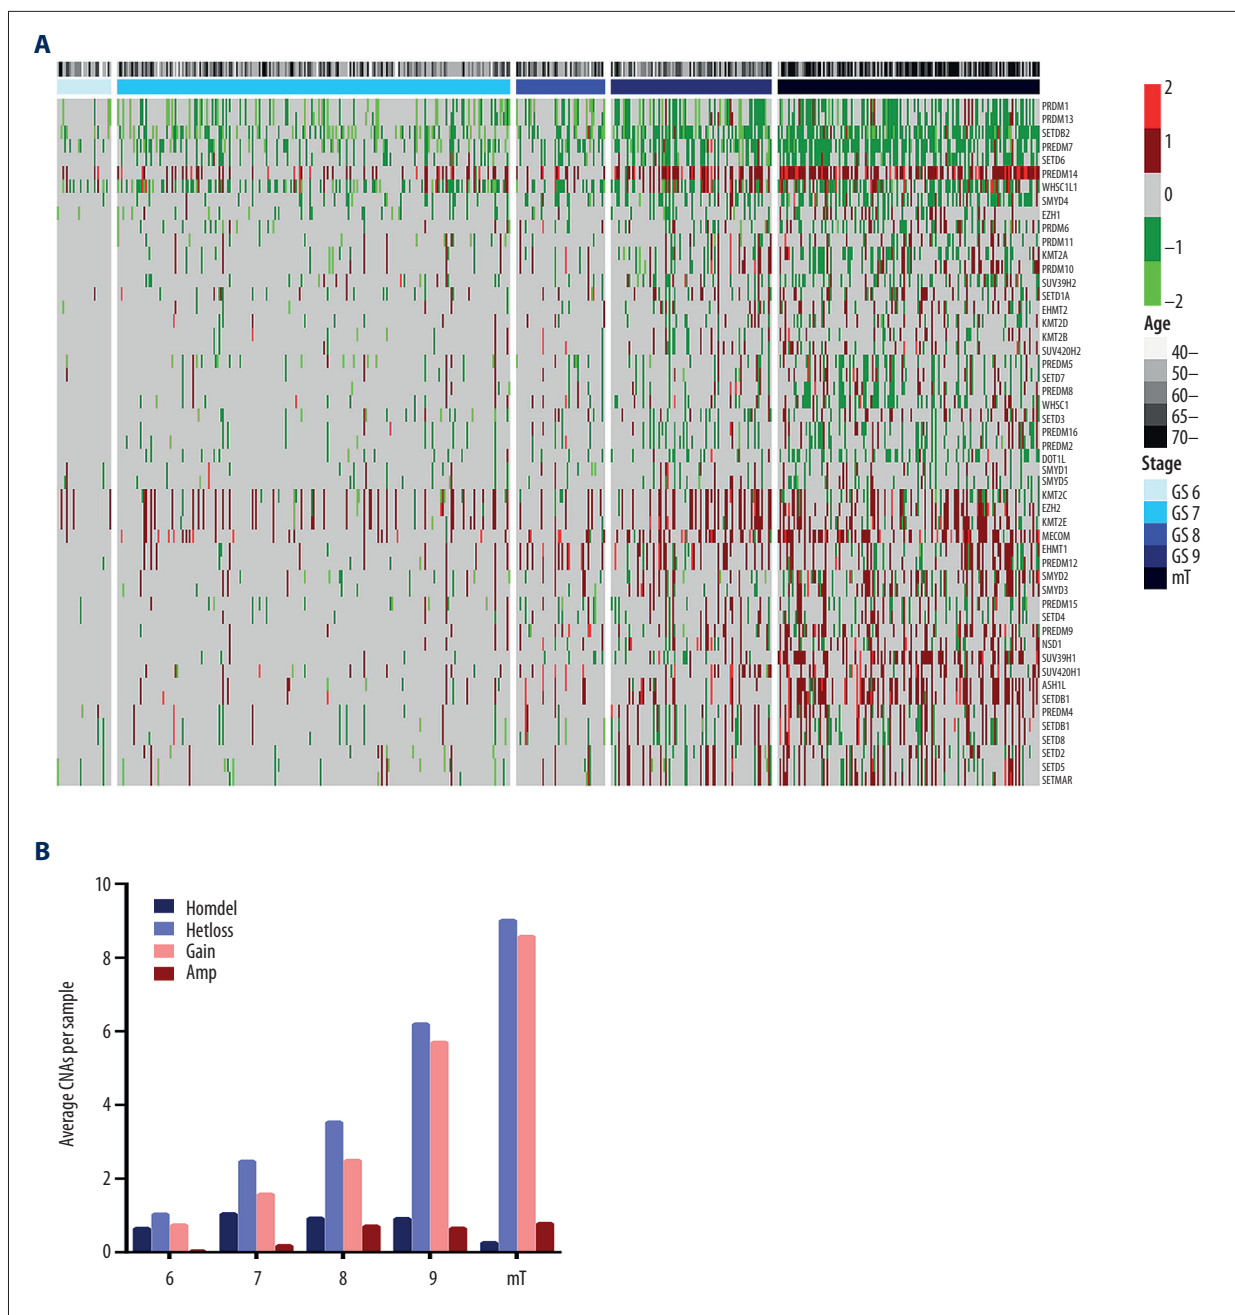 A
PRDM1
PRDM13
SETDB2
PREDM7
SETD6
PREDM14
WHSC1L1
SMYD4
EZH1
PRDM6
PRDM11
KMT2A
PRDM10
SUV39H2
SETD1A
EHMT2
KMT2D
KMT2B
SUV420H2
PREDM5
SETD7
PREDM8
WHSC1
SETD3
PREDM16
PREDM2
DOT1L
SMYD1
SMYD5
KMT2C
EZH2
KMT2E
MECOM
EHMT1
PREDM12
SMYD2
SMYD3
PREDM15
SETD4
PREDM9
NSD1
SUV39H1
SUV420H1
ASH1L
SETDB1
PREDM4
SETDB1
SETD8
SETD2
SETD5
SETMAR
2
1
0
−1
−2
Age
40–
50–
60–
65–
70–
Stage
GS 6
GS 7
GS 8
GS 9
mT
B
Average CNAs per sample
10
8
6
4
2
0
Homdel
Hetloss
Gain
Amp
6 7 8 9 mT